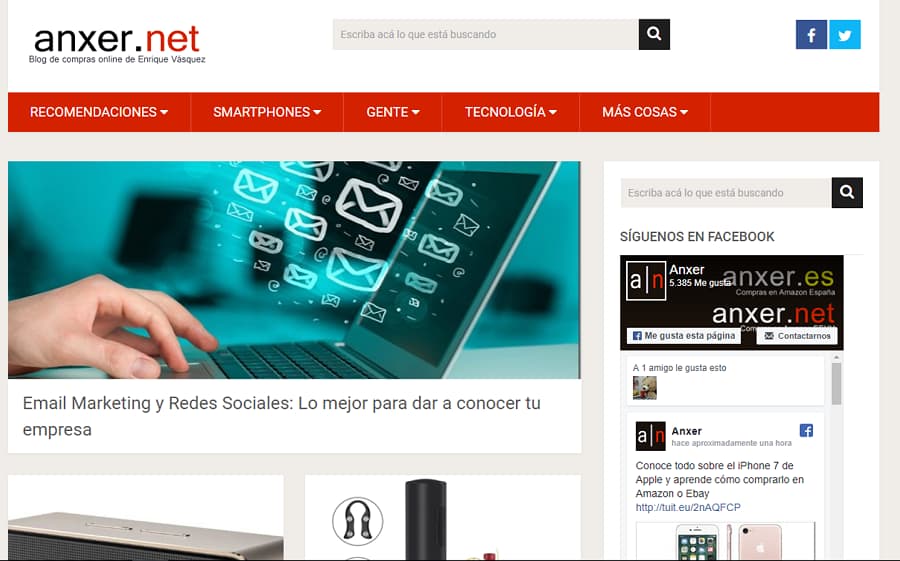 anxer.net
Blog de compras online de Enrique Vásquez
Escriba acá lo que está buscando
RECOMENDACIONES
SMARTPHONES
GENTE
TECNOLOGÍA
MÁS COSAS
Email Marketing y Redes Sociales: Lo mejor para dar a conocer tu
empresa
Escriba acá lo que está buscando
SÍGUENOS EN FACEBOOK
a|n
Anxer
5.385 Me gusta
anxer.es
Compras en Amazon España
anxer.net
Me gusta esta página
Contactarnos
A 1 amigo le gusta esto
a|n
Anxer
hace aproximadamente una hora
Conoce todo sobre el iPhone 7 de
Apple y aprende cómo comprarlo en
Amazon o Ebay
http://tuit.eu/2nAQFCP